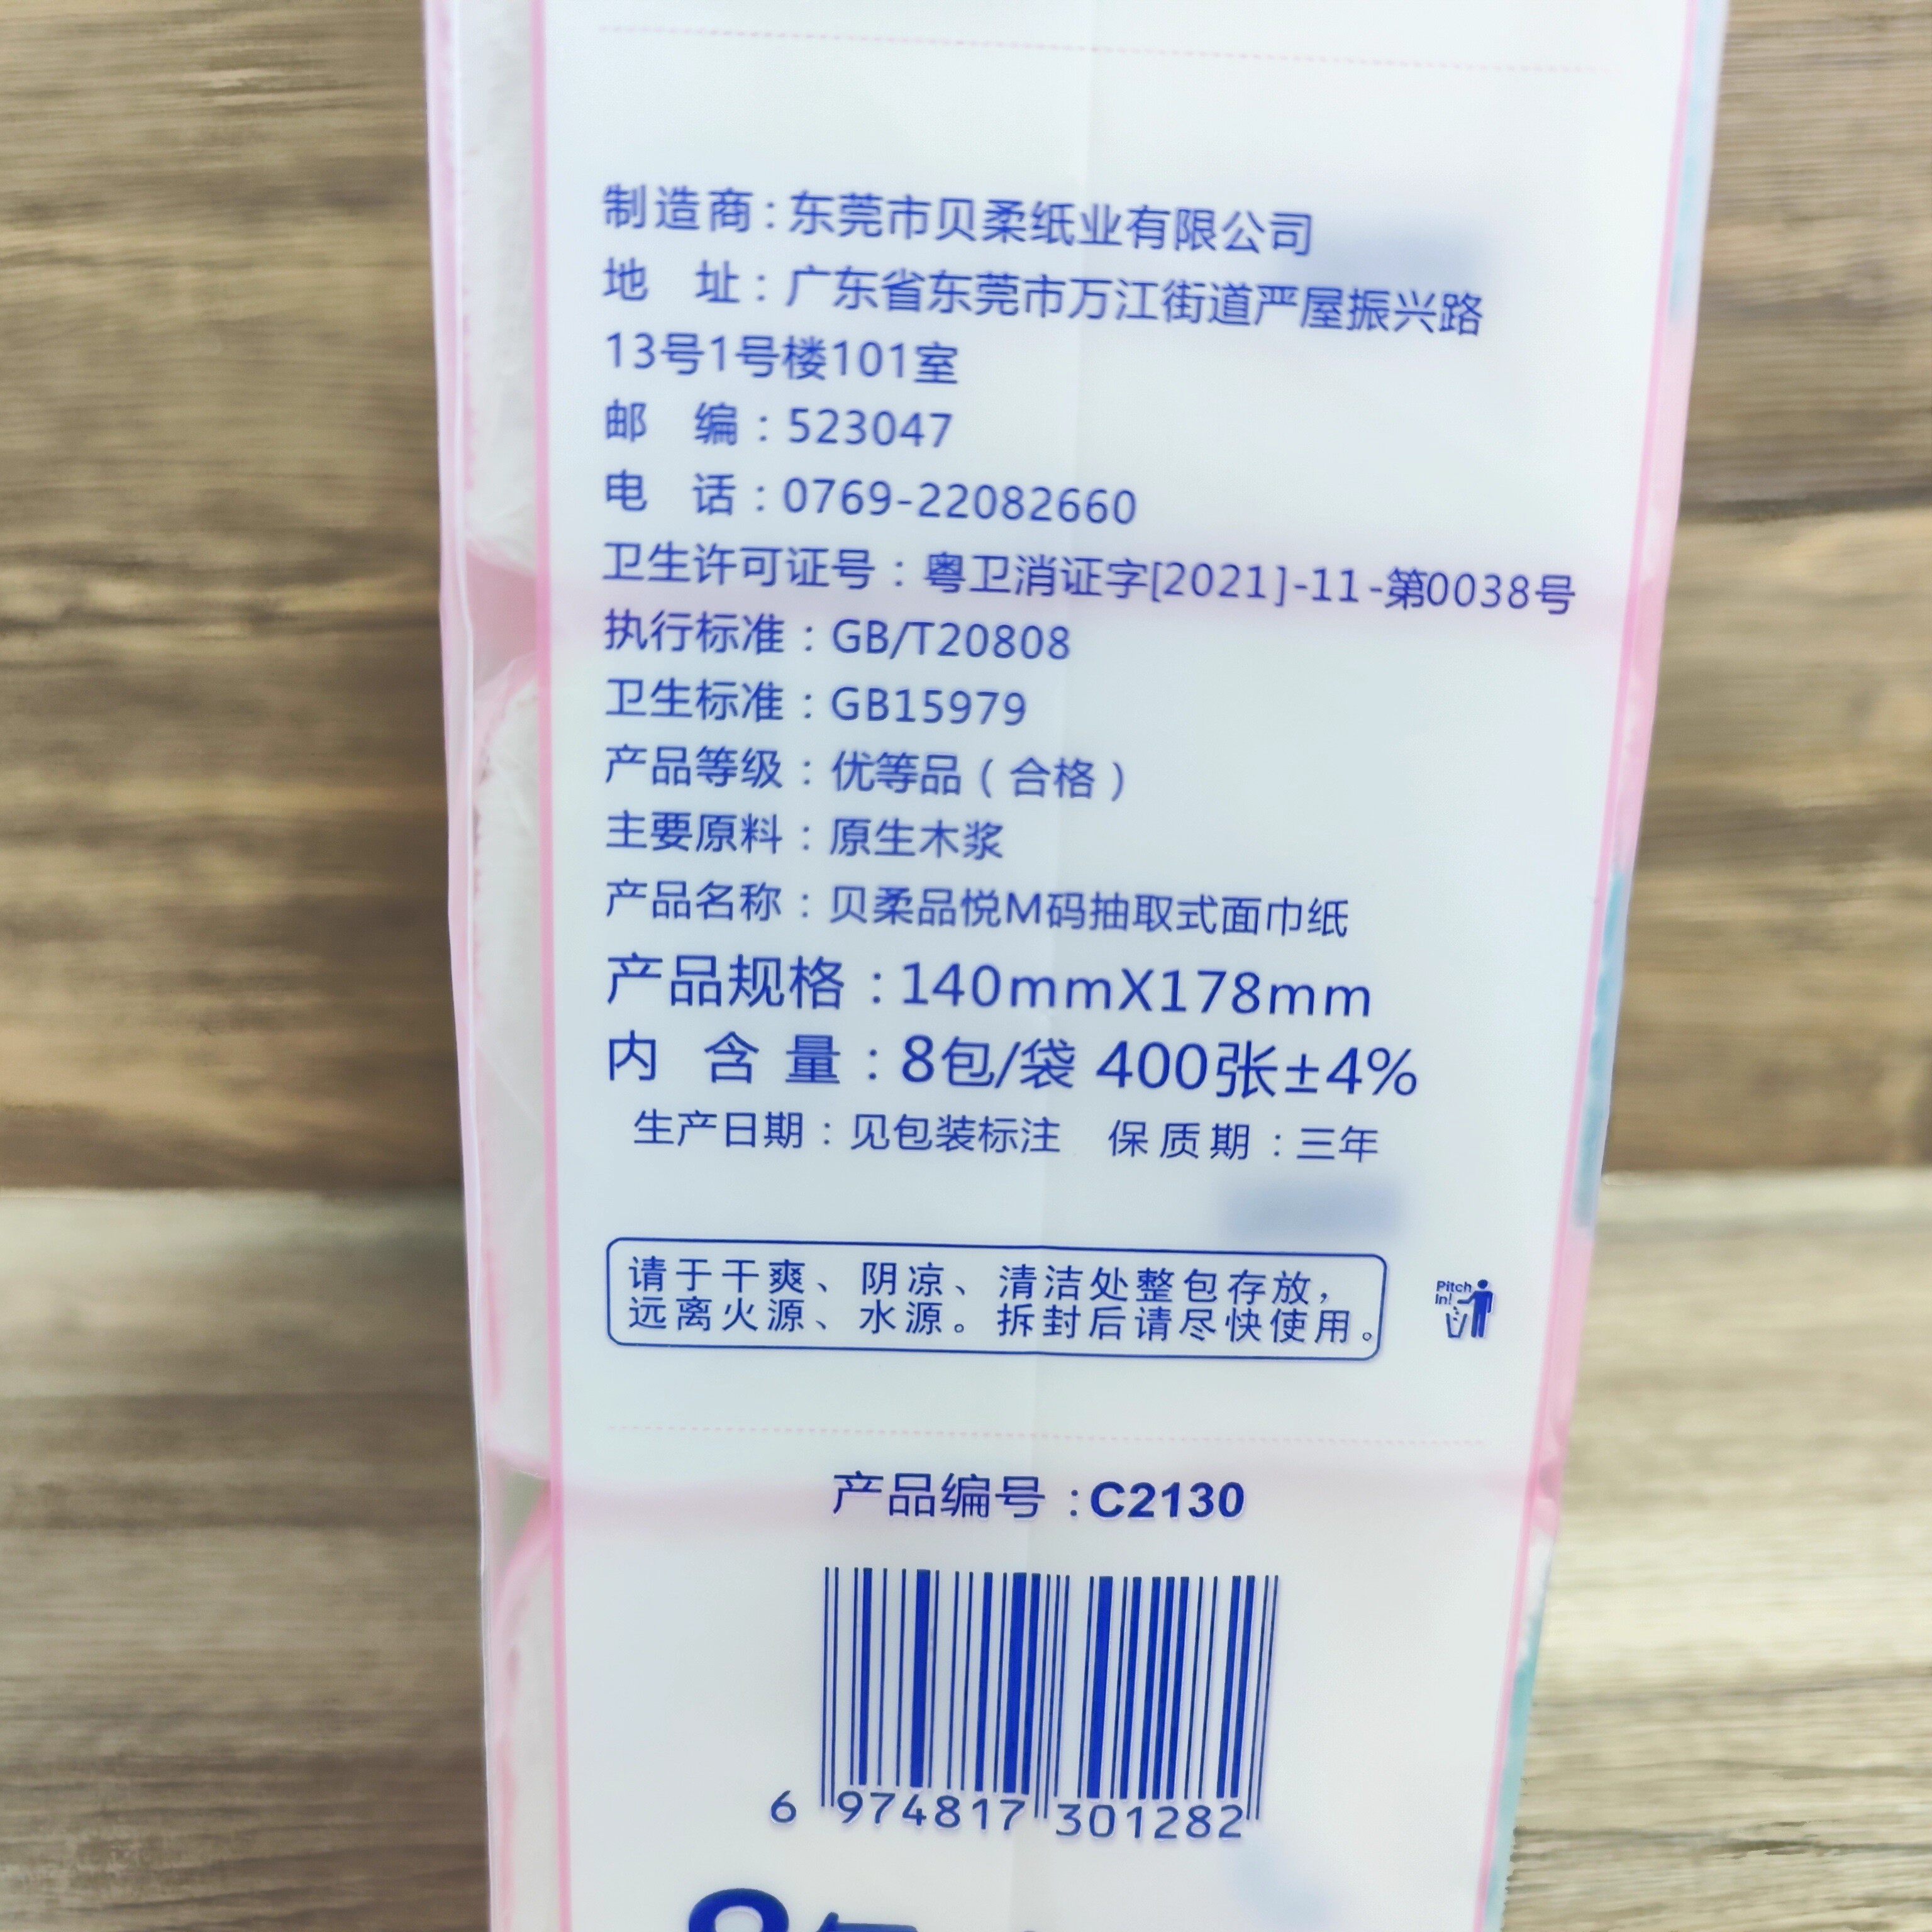 制造商:东莞市贝柔纸业有限公司
地 址:广东省东莞市万江街道严屋振兴路
13号1号楼101室
邮 编:523047
电 话:0769-22082660
卫生许可证号:粤卫消证字[2021]-11-第0038号
执行标准:GB/T20808
卫生标准:GB15979
产品等级:优等品(合格)
主要原料:原生木浆
产品名称:贝柔品悦M码抽取式面巾纸
产品规格:140mmX178mm
内 含 量:8包/袋 400张±4%
生产日期:见包装标注 保质期:三年
请于干爽、阴凉、清洁处整包存放,
远离火源、水源。拆封后请尽快使用。
Pitch
In!
产品编号:C2130
6 974817 301282